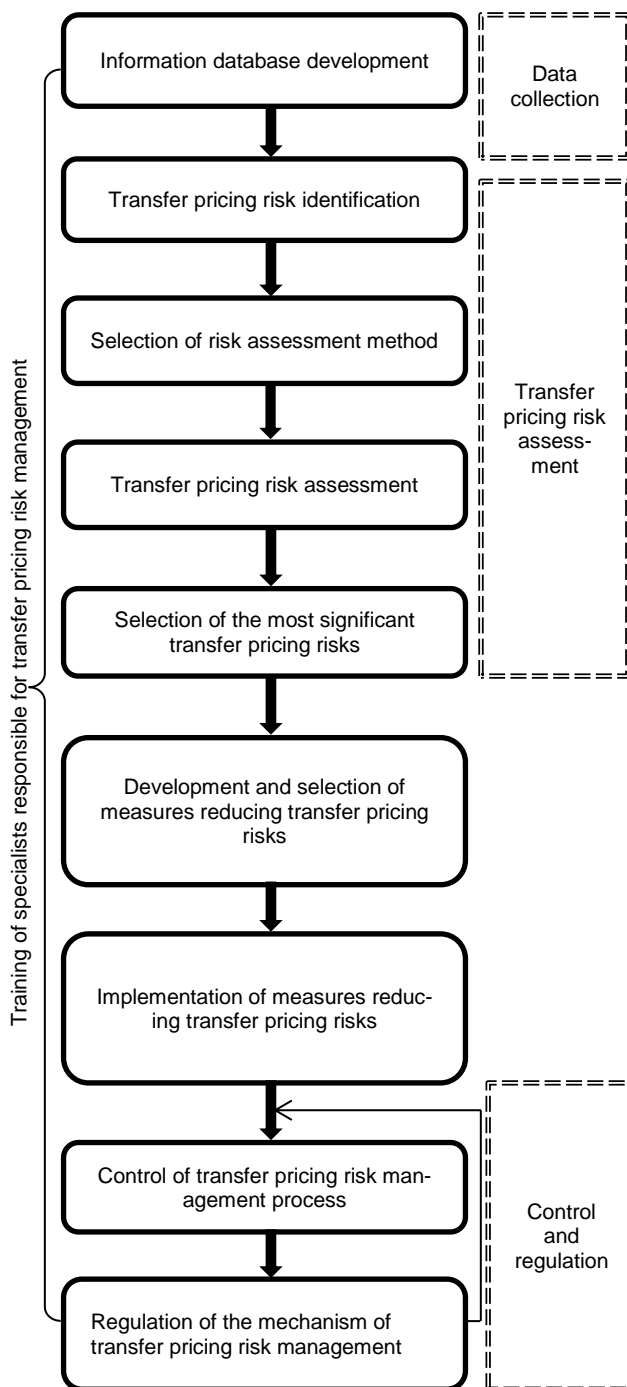 Information database development
Data
collection
Transfer pricing risk identification
Selection of risk assessment method
Transfer
pricing risk
assess-
ment
Transfer pricing risk assessment
Selection of the most significant
transfer pricing risks
Training of specialists responsible for transfer pricing risk management
Development and selection of
measures reducing transfer pricing
risks
Implementation of measures reduc-
ing transfer pricing risks
Control of transfer pricing risk man-
agement process
Control
and
regulation
Regulation of the mechanism of
transfer pricing risk management